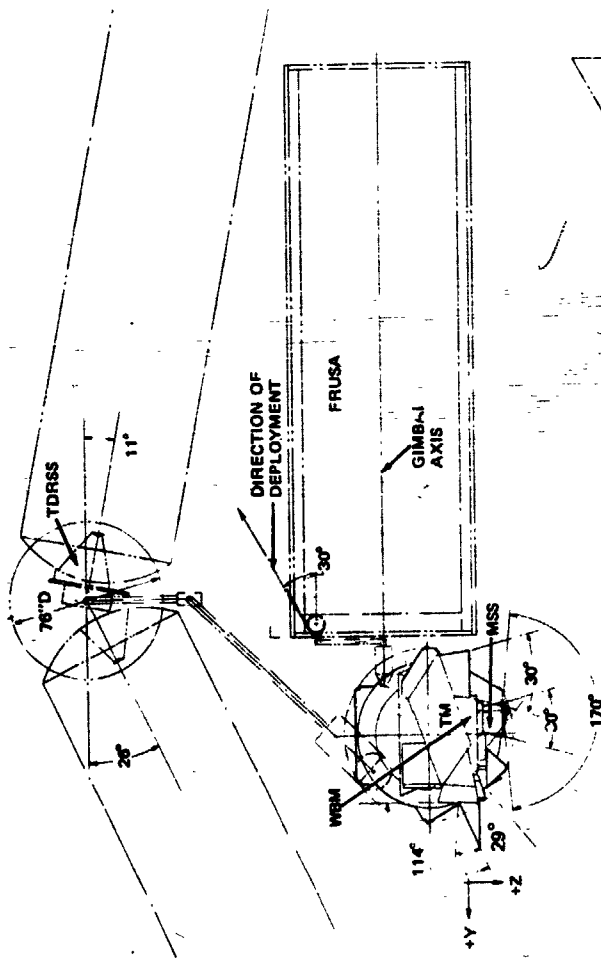 76"D
TDRSS
11°
26°
DIRECTION OF
DEPLOYMENT
30°
FRUSA
GIMBAL
AXIS
WBM
TM
MSS
30°
30°
170°
114°
29°
+Y
+Z